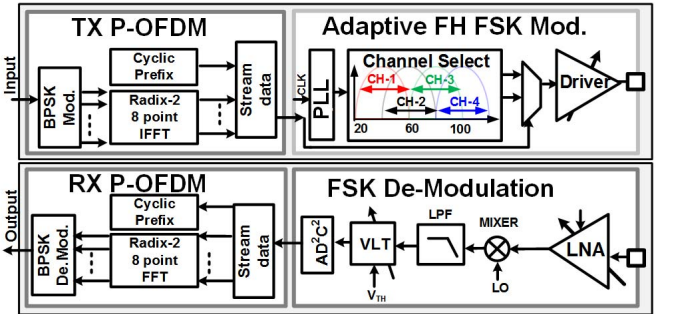 TX P-OFDM
Adaptive FH FSK Mod.
Input
BPSK
Mod.
Cyclic
Prefix
Radix-2
8 point
IFFT
Stream
data
CLK
PLL
Channel Select
CH-1
CH-3
CH-2
CH-4
20
60
100
Driver
RX P-OFDM
FSK De-Modulation
Output
BPSK
De.Mod.
Cyclic
Prefix
Radix-2
8 point
FFT
Stream
data
AD²C²
VLT
VTH
LPF
MIXER
LO
LNA